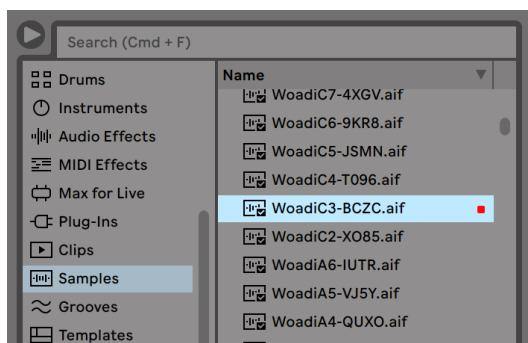 Search (Cmd + F)
Drums
Instruments
Audio Effects
MIDI Effects
Max for Live
Plug-Ins
Clips
Samples
Grooves
Templates
Name
WoadiC7-4XGV.aif
WoadiC6-9KR8.aif
WoadiC5-JSMN.aif
WoadiC4-T096.aif
WoadiC3-BCZC.aif
WoadiC2-XO85.aif
WoadiA6-IUTR.aif
WoadiA5-VJ5Y.aif
WoadiA4-QUXO.aif